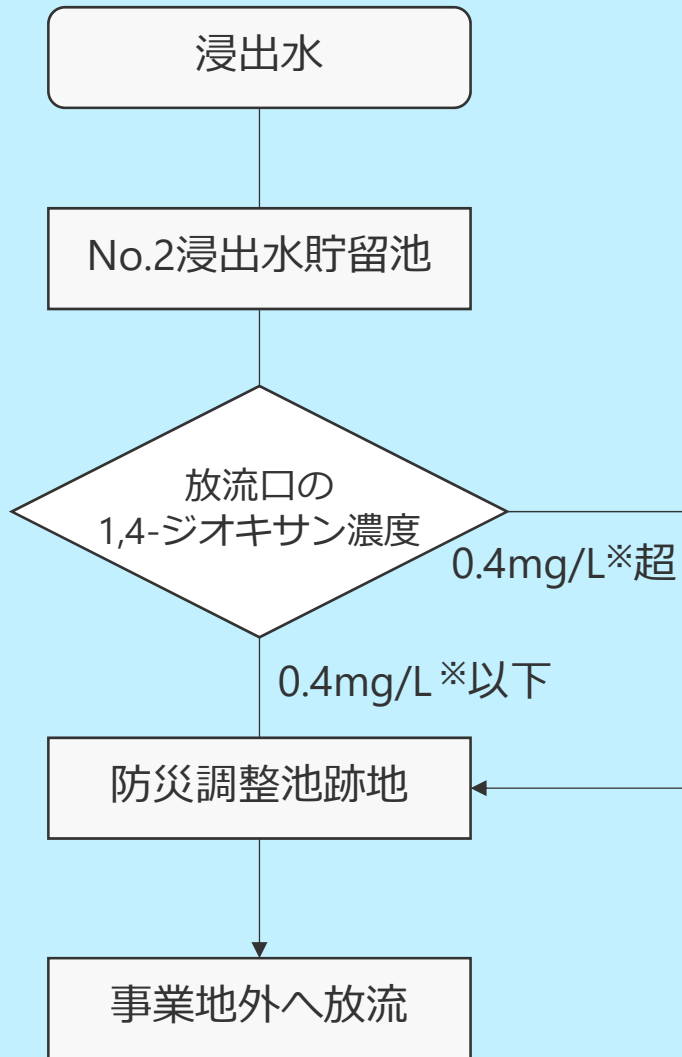 浸出水
No.2浸出水貯留池
放流口の
1,4-ジオキサン濃度
0.4mg/L※超
0.4mg/L※以下
防災調整池跡地
事業地外へ放流